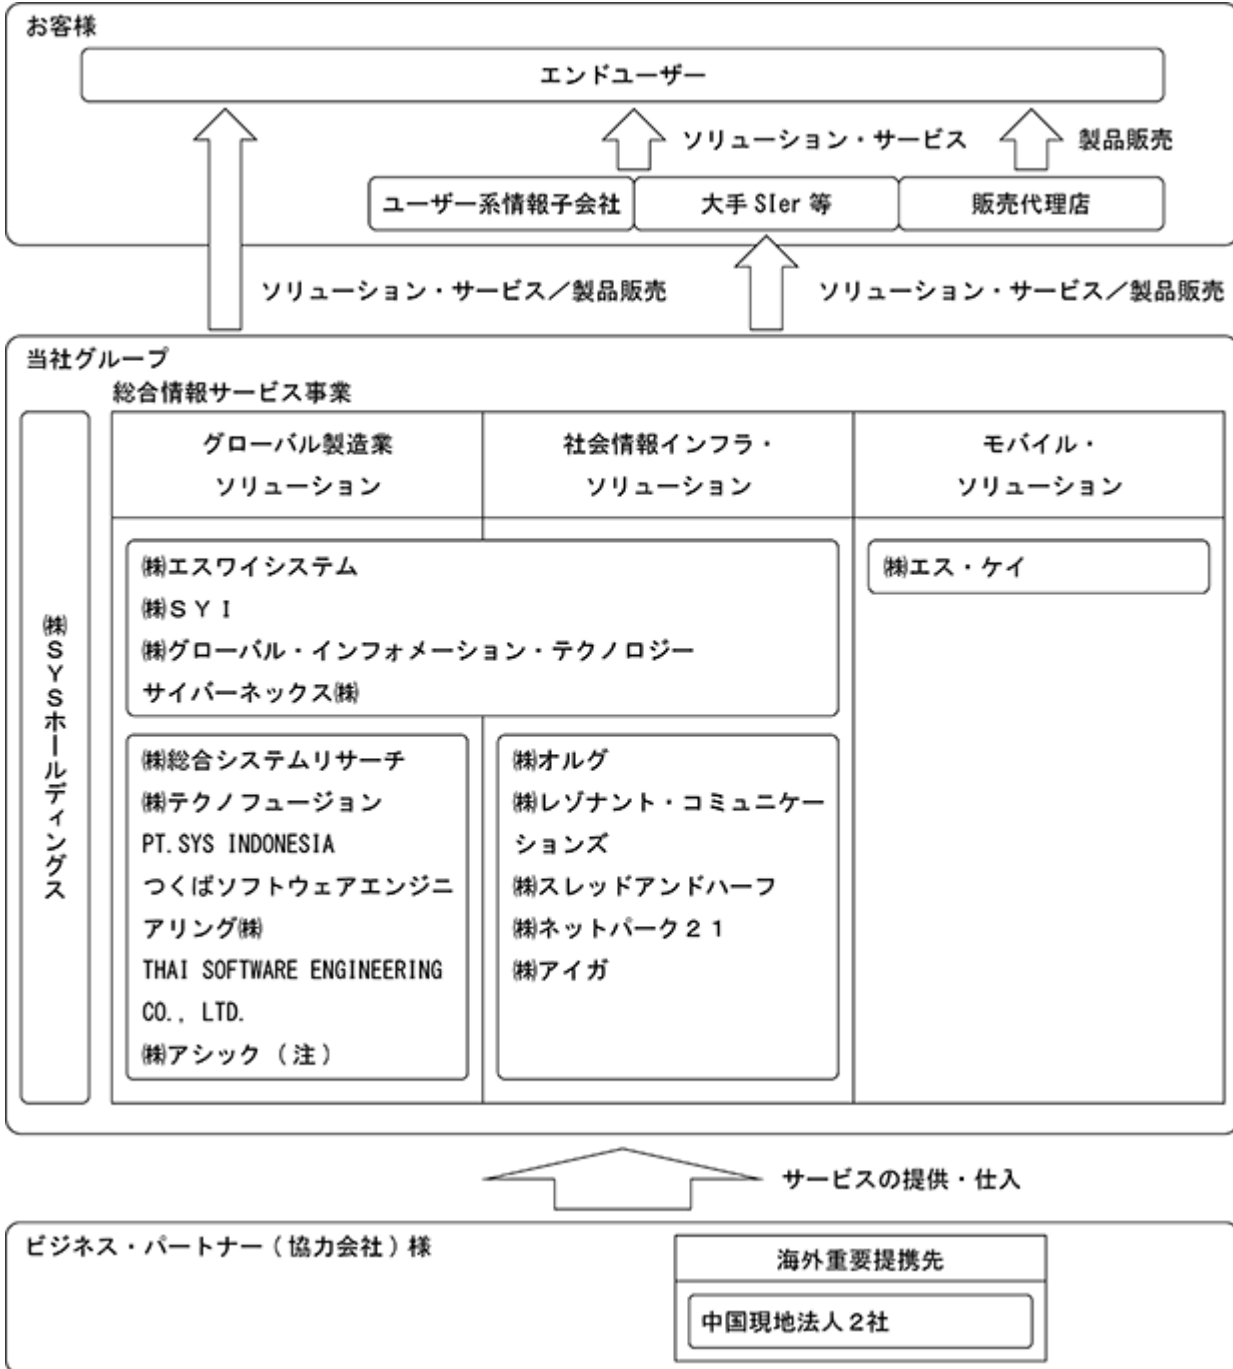 お客様
エンドユーザー
ソリューション・サービス
製品販売
ユーザー系情報子会社
大手 SIer 等
販売代理店
ソリューション・サービス／製品販売
ソリューション・サービス／製品販売
当社グループ
総合情報サービス事業
㈱SYSホールディングス
グローバル製造業
ソリューション
社会情報インフラ・
ソリューション
モバイル・
ソリューション
㈱エスワイシステム
㈱ＳＹＩ
㈱グローバル・インフォメーション・テクノロジー
サイバーネックス㈱
㈱エス・ケイ
㈱総合システムリサーチ
㈱テクノフュージョン
PT.SYS INDONESIA
つくばソフトウェアエンジニ
アリング㈱
THAI SOFTWARE ENGINEERING
CO., LTD.
㈱アシック（注）
㈱オルグ
㈱レゾナント・コミュニケー
ションズ
㈱スレッドアンドハーフ
㈱ネットパーク２１
㈱アイガ
サービスの提供・仕入
ビジネス・パートナー（協力会社）様
海外重要提携先
中国現地法人２社